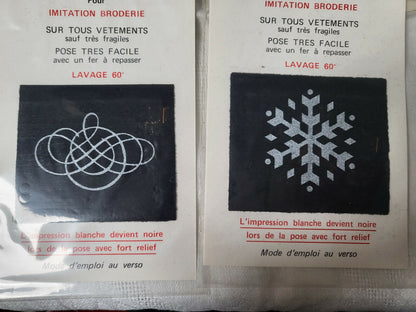 Pour
IMITATION BRODERIE
SUR TOUS VETEMENTS
sauf très fragiles
POSE TRES FACILE
avec un fer à repasser
LAVAGE 60°
L'impression blanche devient noire
lors de la pose avec fort relief
Mode d'emploi au verso
IMITATION BRODERIE
SUR TOUS VETEMENTS
sauf très fragiles
POSE TRES FACILE
avec un fer à repasser
LAVAGE 60°
L'impression blanche devient noire
lors de la pose avec fort relief
Mode d'emploi au verso